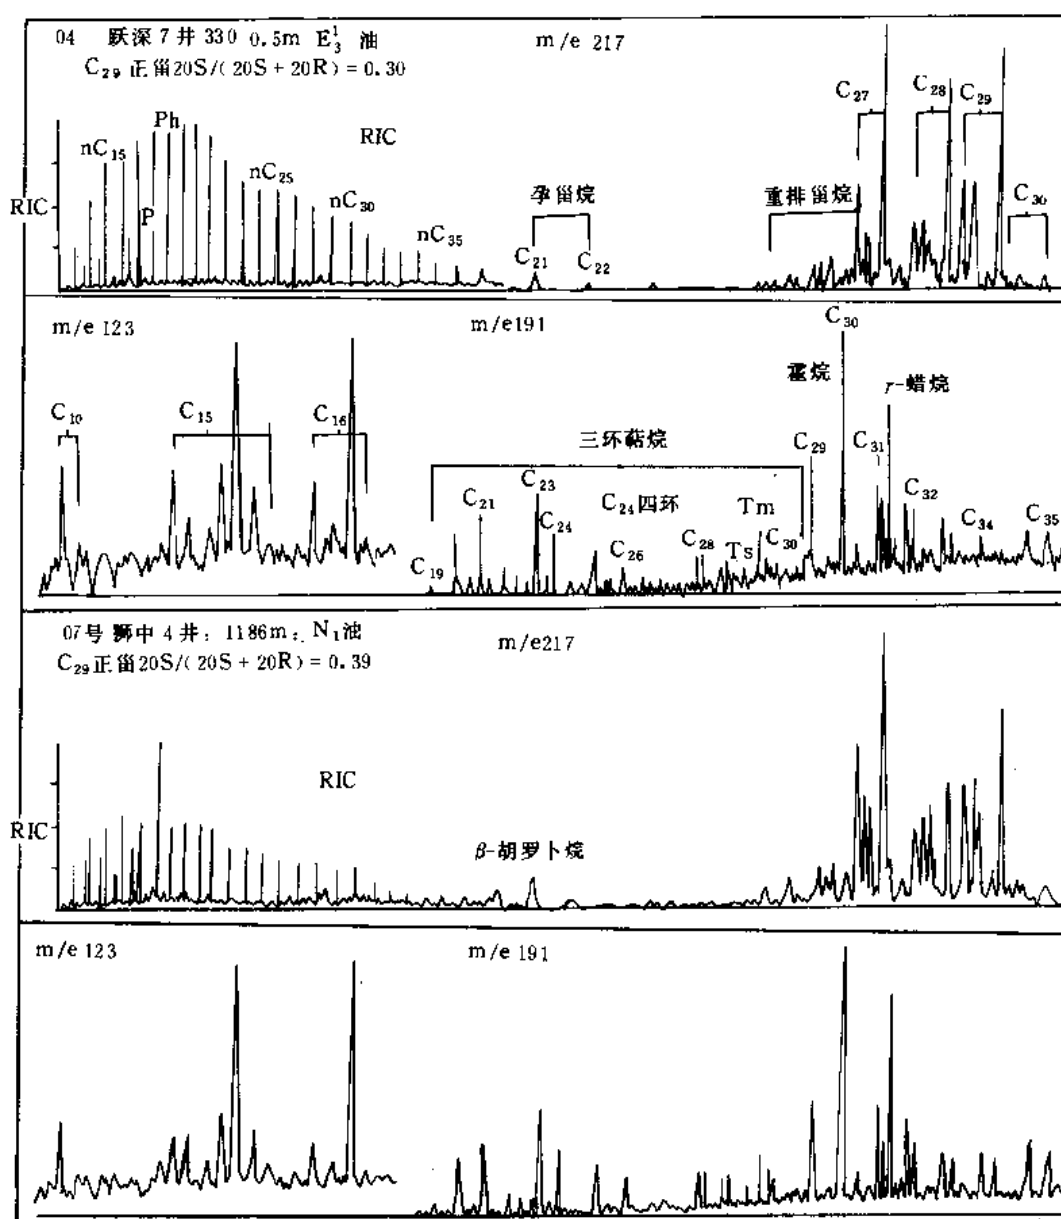 04 跃深7井 330 0.5m E₃¹ 油
C₂₉ 正甾20S/(20S+20R)=0.30
m/e 217
RIC
RIC
nC₁₅
P
Ph
nC₂₅
nC₃₀
nC₃₅
孕甾烷
C₂₁
C₂₂
重排甾烷
C₂₇
C₂₈
C₂₉
C₃₀
m/e 123
C₁₀
C₁₅
C₁₆
m/e191
三环萜烷
C₁₉
C₂₁
C₂₃
C₂₄
C₂₄四环
C₂₆
C₂₈
Ts
Tm
C₃₀
C₂₉
藿烷
C₃₀
C₃₁
r-蜡烷
C₃₂
C₃₄
C₃₅
07号 狮中4井: 1186m; N₁油
C₂₉正甾20S/(20S+20R)=0.39
m/e217
RIC
RIC
β-胡罗卜烷
m/e 123
m/e 191